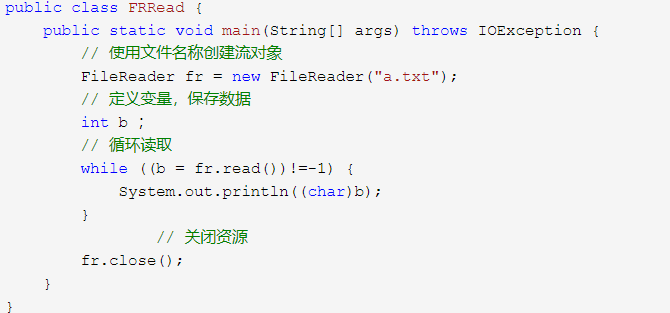 public class FRRead {
    public static void main(String[] args) throws IOException {
        // 使用文件名称创建流对象
        FileReader fr = new FileReader("a.txt");
        // 定义变量，保存数据
        int b ；
        // 循环读取
        while ((b = fr.read())!=-1) {
            System.out.println((char)b);
        }
                // 关闭资源
        fr.close();
    }
}